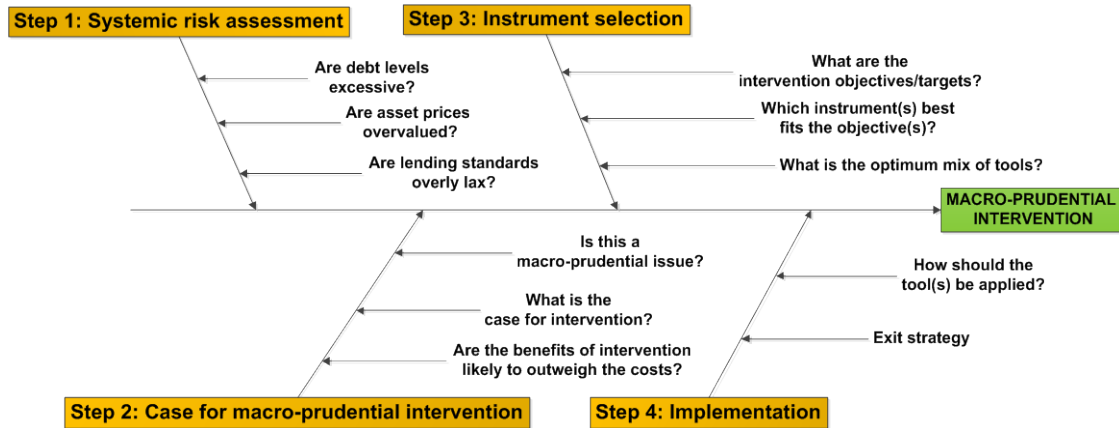 Step 1: Systemic risk assessment
Are debt levels
excessive?
Are asset prices
overvalued?
Are lending standards
overly lax?
Step 3: Instrument selection
What are the
intervention objectives/targets?
Which instrument(s) best
fits the objective(s)?
What is the optimum mix of tools?
MACRO-PRUDENTIAL
INTERVENTION
Is this a
macro-prudential issue?
What is the
case for intervention?
Are the benefits of intervention
likely to outweigh the costs?
Step 2: Case for macro-prudential intervention
How should the
tool(s) be applied?
Exit strategy
Step 4: Implementation